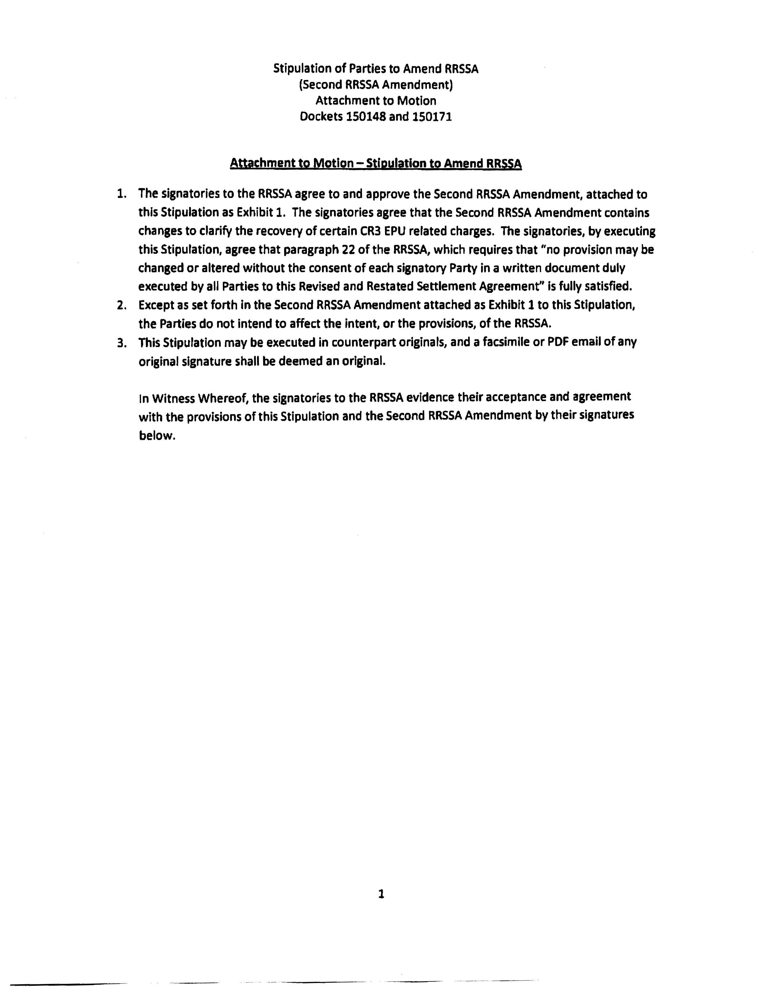 Stipulation of Parties to Amend RRSSA
(Second RRSSA Amendment)
Attachment to Motion
Dockets 150148 and 150171
Attachment to Motion – Stipulation to Amend RRSSA
1. The signatories to the RRSSA agree to and approve the Second RRSSA Amendment, attached to
this Stipulation as Exhibit 1. The signatories agree that the Second RRSSA Amendment contains
changes to clarify the recovery of certain CR3 EPU related charges. The signatories, by executing
this Stipulation, agree that paragraph 22 of the RRSSA, which requires that “no provision may be
changed or altered without the consent of each signatory Party in a written document duly
executed by all Parties to this Revised and Restated Settlement Agreement” is fully satisfied.
2. Except as set forth in the Second RRSSA Amendment attached as Exhibit 1 to this Stipulation,
the Parties do not intend to affect the intent, or the provisions, of the RRSSA.
3. This Stipulation may be executed in counterpart originals, and a facsimile or PDF email of any
original signature shall be deemed an original.
In Witness Whereof, the signatories to the RRSSA evidence their acceptance and agreement
with the provisions of this Stipulation and the Second RRSSA Amendment by their signatures
below.
1